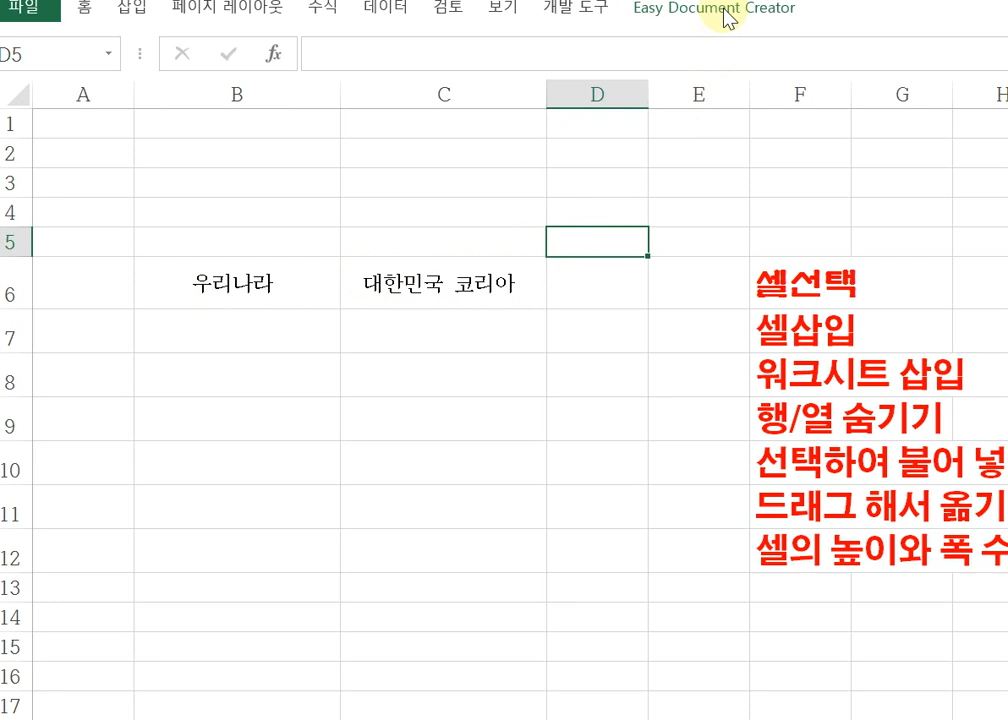 파일 홈 삽입 페이지 레이아웃 수식 데이터 검토 보기 개발 도구 Easy Document Creator
D5 fx
A B C D E F G H
1
2
3
4
5
6 우리나라 대한민국 코리아 셀선택
7 셀삽입
8 워크시트 삽입
9 행/열 숨기기
10 선택하여 불어 넣
11 드래그 해서 옮기
12 셀의 높이와 폭 수
13
14
15
16
17